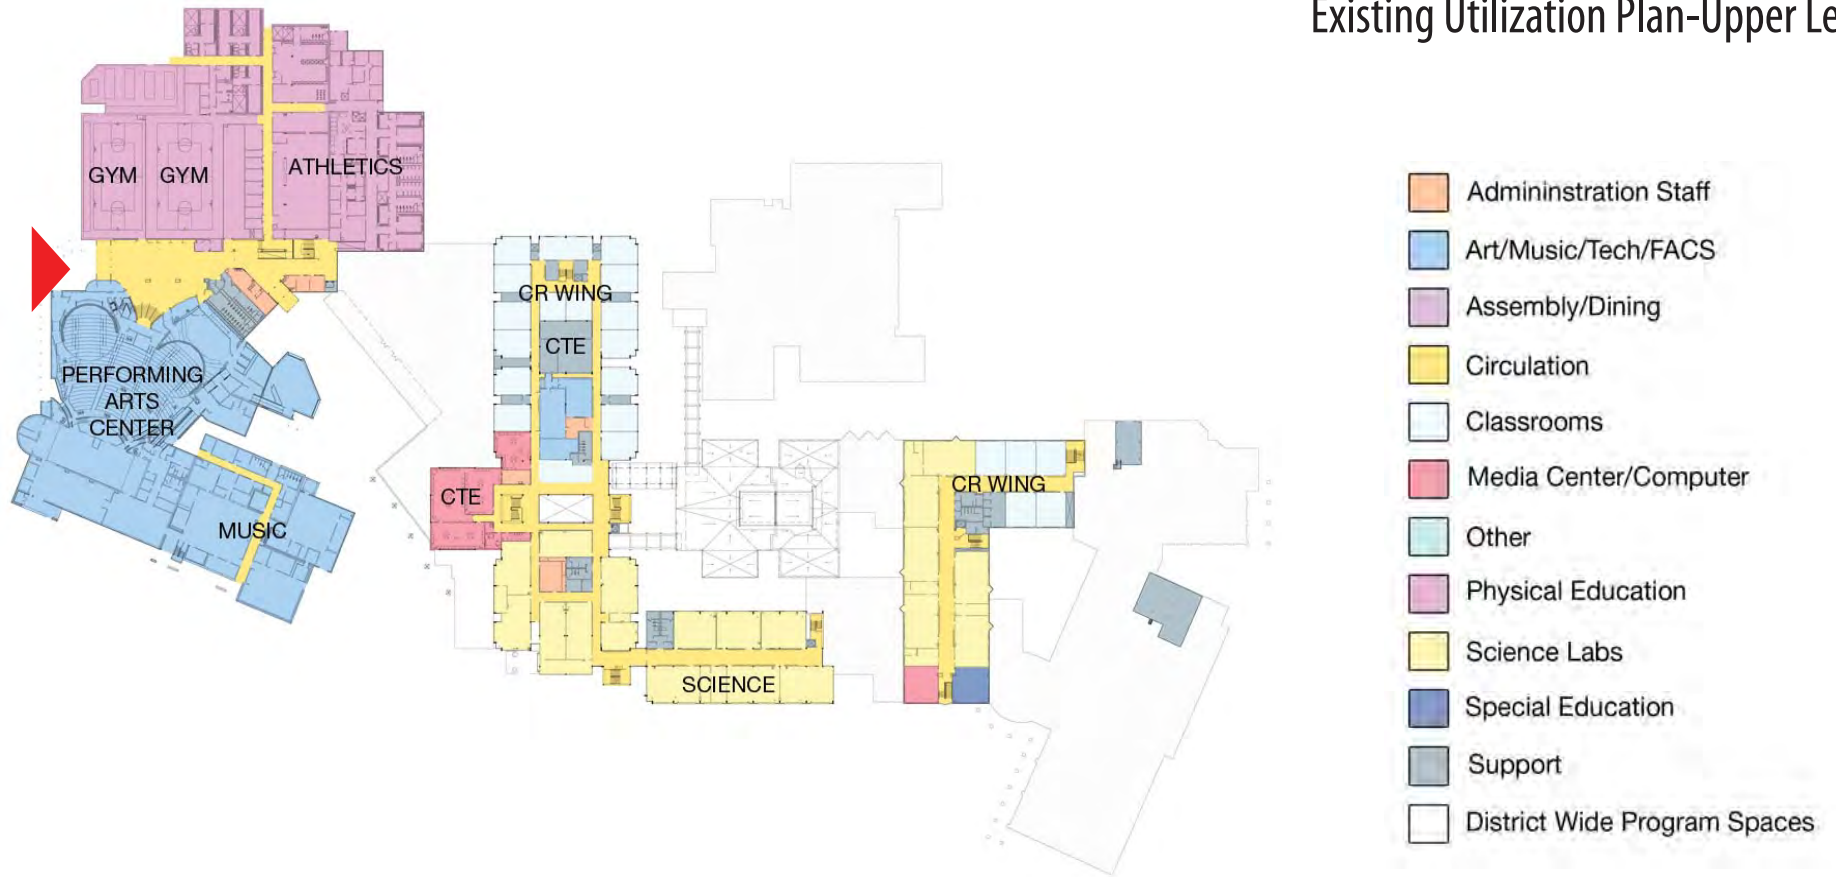 Existing Utilization Plan-Upper Le
GYM
GYM
ATHLETICS
CR WING
CTE
PERFORMING
ARTS
CENTER
CTE
CR WING
MUSIC
SCIENCE
Admininstration Staff
Art/Music/Tech/FACS
Assembly/Dining
Circulation
Classrooms
Media Center/Computer
Other
Physical Education
Science Labs
Special Education
Support
District Wide Program Spaces